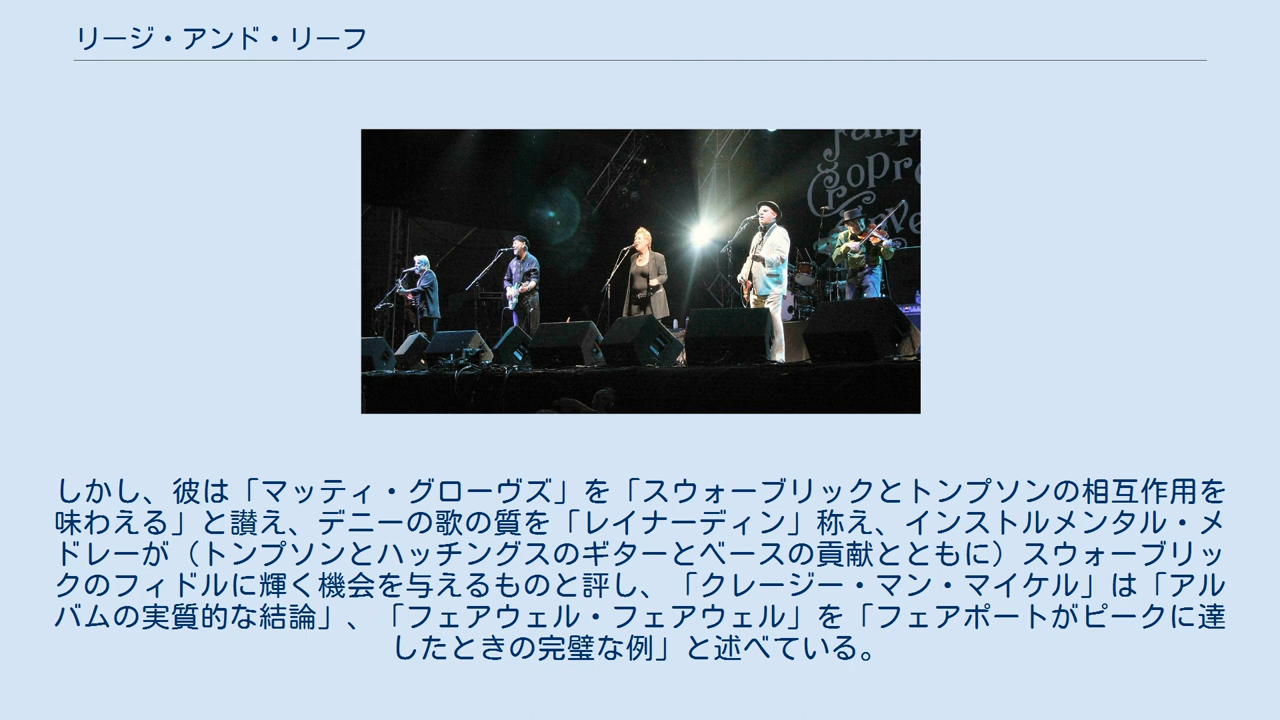 リージ・アンド・リーフ
しかし、彼は「マッティ・グローヴズ」を「スウォーブリックとトンプソンの相互作用を
味わえる」と讃え、デニーの歌の質を「レイナーディン」称え、インストルメンタル・メ
ドレーが（トンプソンとハッチングスのギターとベースの貢献とともに）スウォーブリッ
クのフィドルに輝く機会を与えるものと評し、「クレージー・マン・マイケル」は「アル
バムの実質的な結論」、「フェアウェル・フェアウェル」を「フェアポートがピークに達
したときの完璧な例」と述べている。